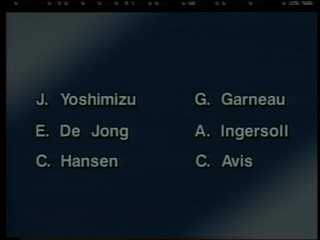 J. Yoshimizu
E. De Jong
C. Hansen
G. Garneau
A. Ingersoll
C. Avis